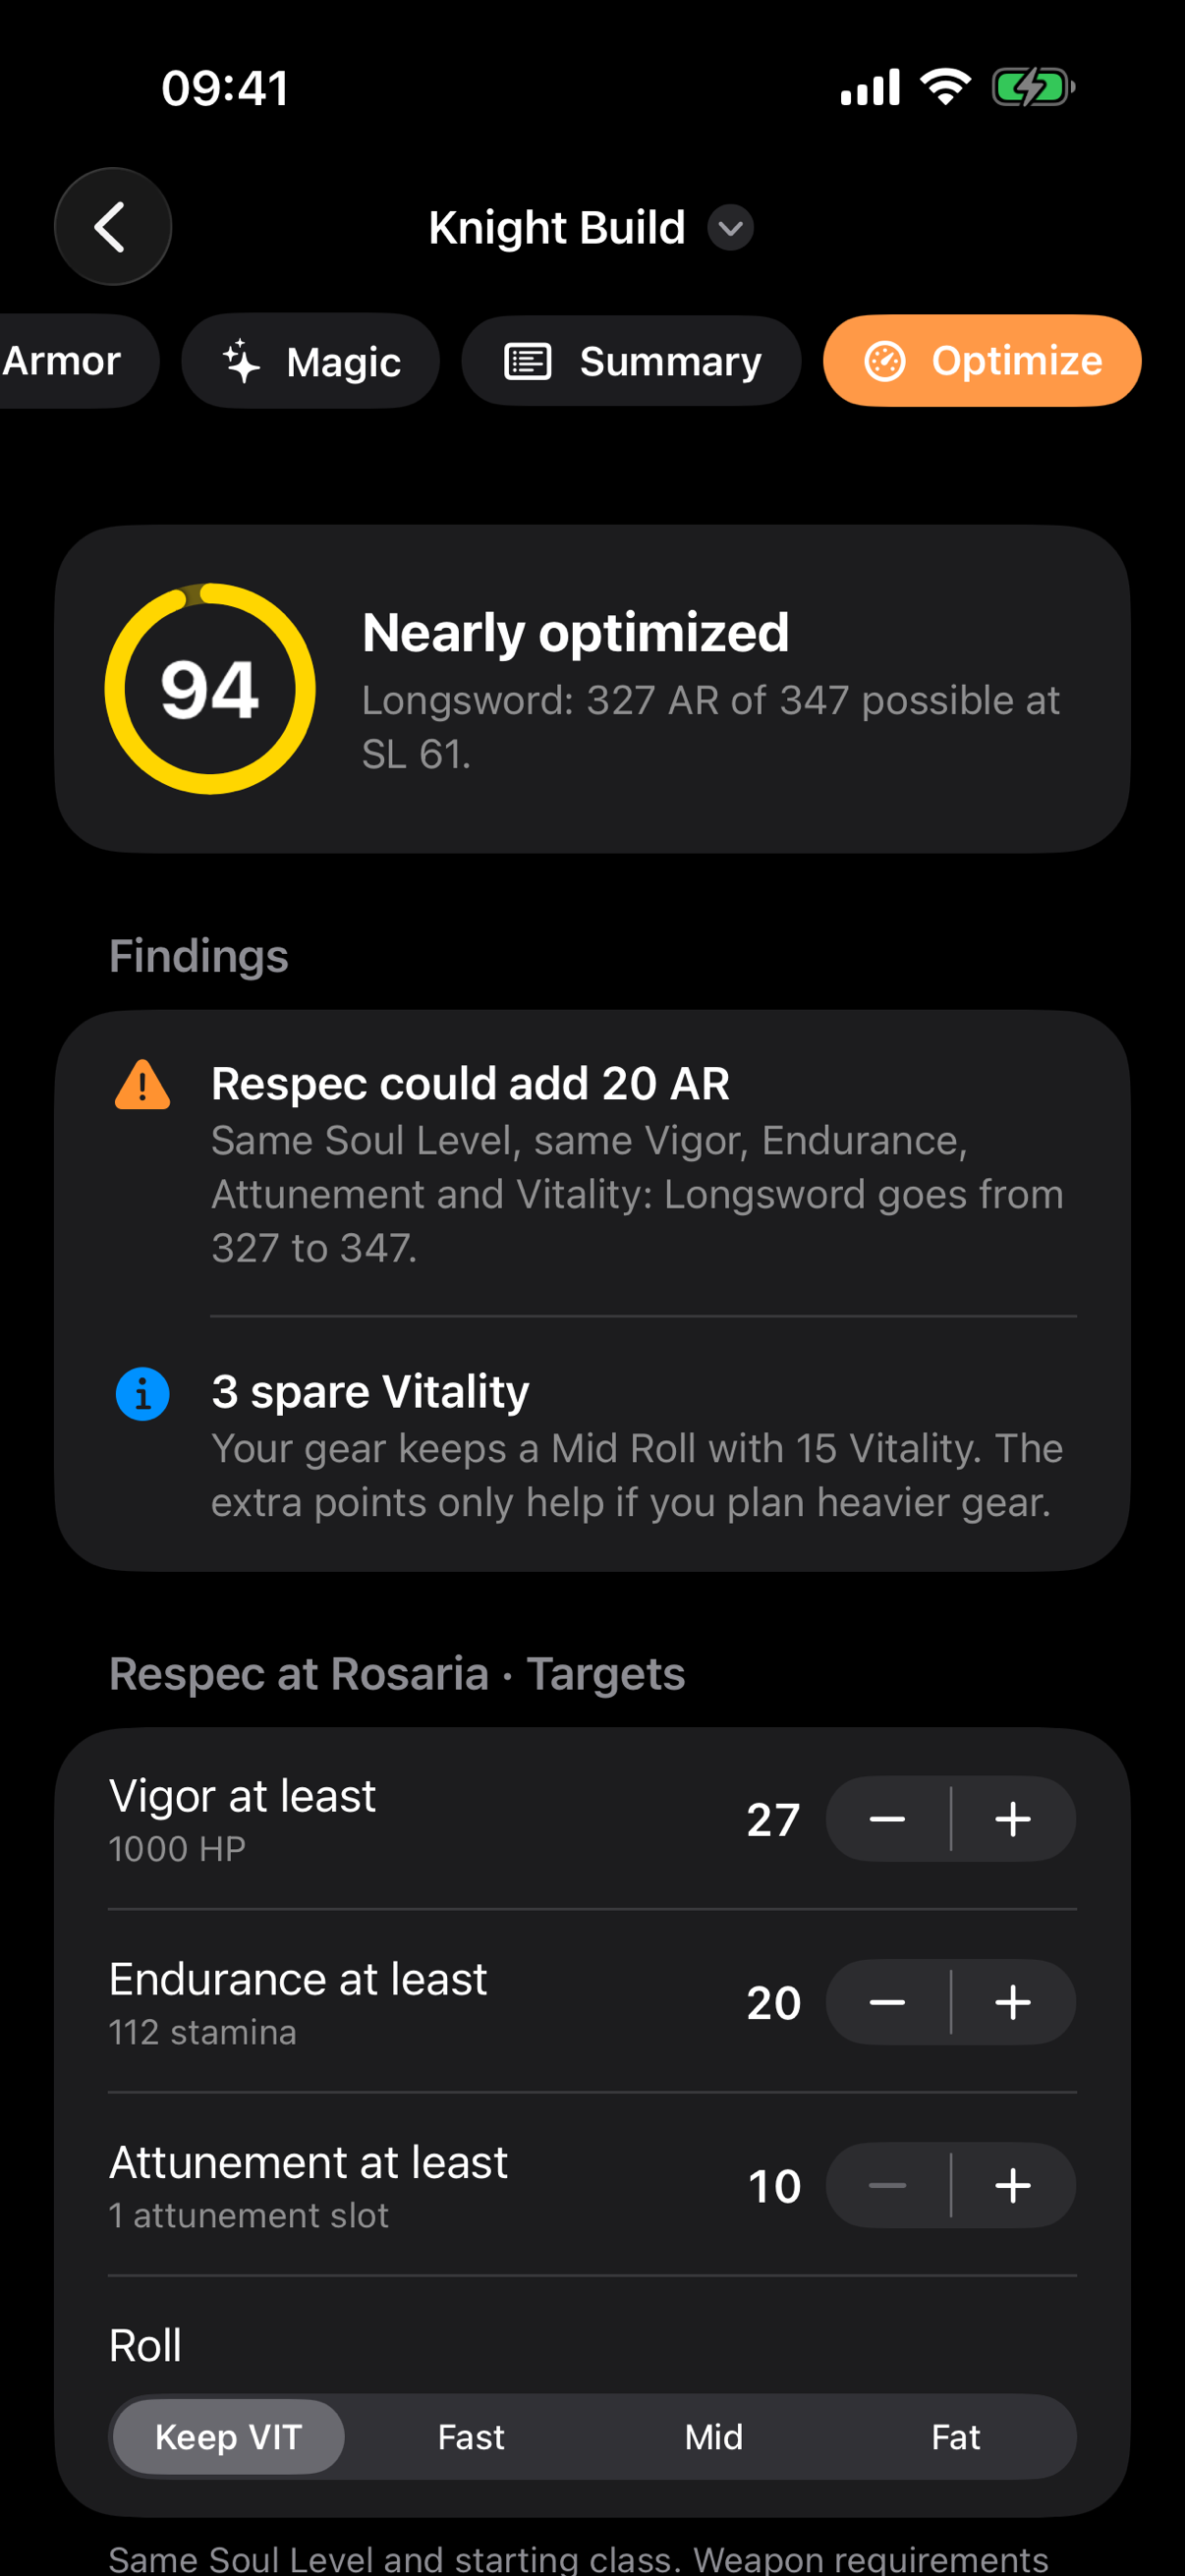 09:41
Knight Build
Armor
Magic
Summary
Optimize
94
Nearly optimized
Longsword: 327 AR of 347 possible at
SL 61.
Findings
Respec could add 20 AR
Same Soul Level, same Vigor, Endurance,
Attunement and Vitality: Longsword goes from
327 to 347.
3 spare Vitality
Your gear keeps a Mid Roll with 15 Vitality. The
extra points only help if you plan heavier gear.
Respec at Rosaria · Targets
Vigor at least
1000 HP
27
Endurance at least
112 stamina
20
Attunement at least
1 attunement slot
10
Roll
Keep VIT
Fast
Mid
Fat
Same Soul Level and starting class. Weapon requirements